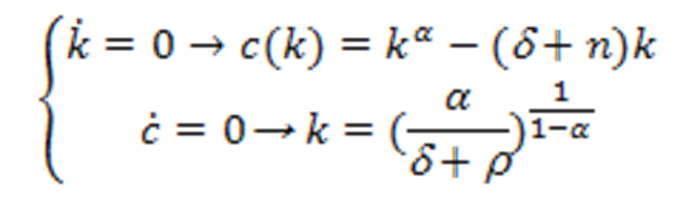 k̇ = 0 → c(k) = k^α − (δ + n)k
ċ = 0 → k = (α / (δ + ρ))^(1 / (1−α))